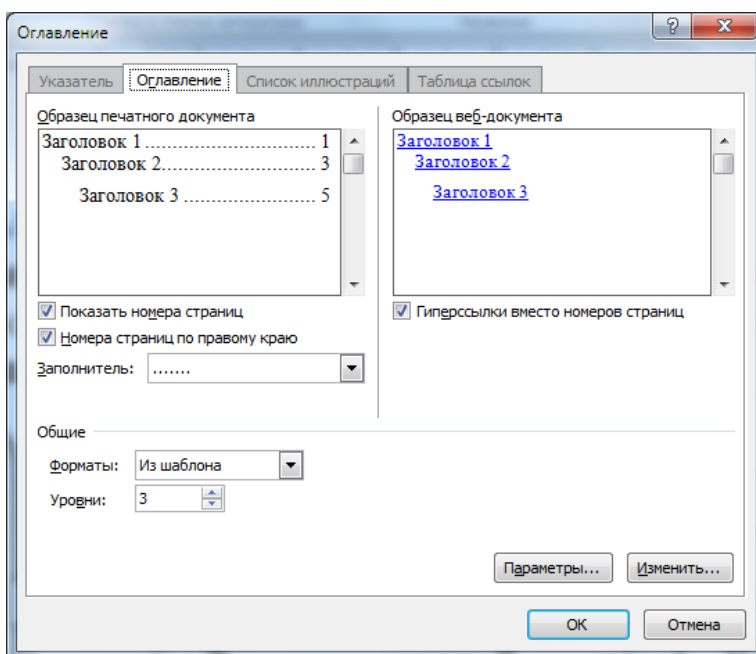 Оглавление
Указатель Оглавление Список иллюстраций Таблица ссылок
Образец печатного документа
Заголовок 1 ............................... 1
Заголовок 2............................ 3
Заголовок 3 ........................ 5
Образец веб-документа
Заголовок 1
Заголовок 2
Заголовок 3
Показать номера страниц
Номера страниц по правому краю
Заполнитель: .......
Гиперссылки вместо номеров страниц
Общие
Форматы: Из шаблона
Уровни: 3
Параметры... Изменить...
ОК Отмена